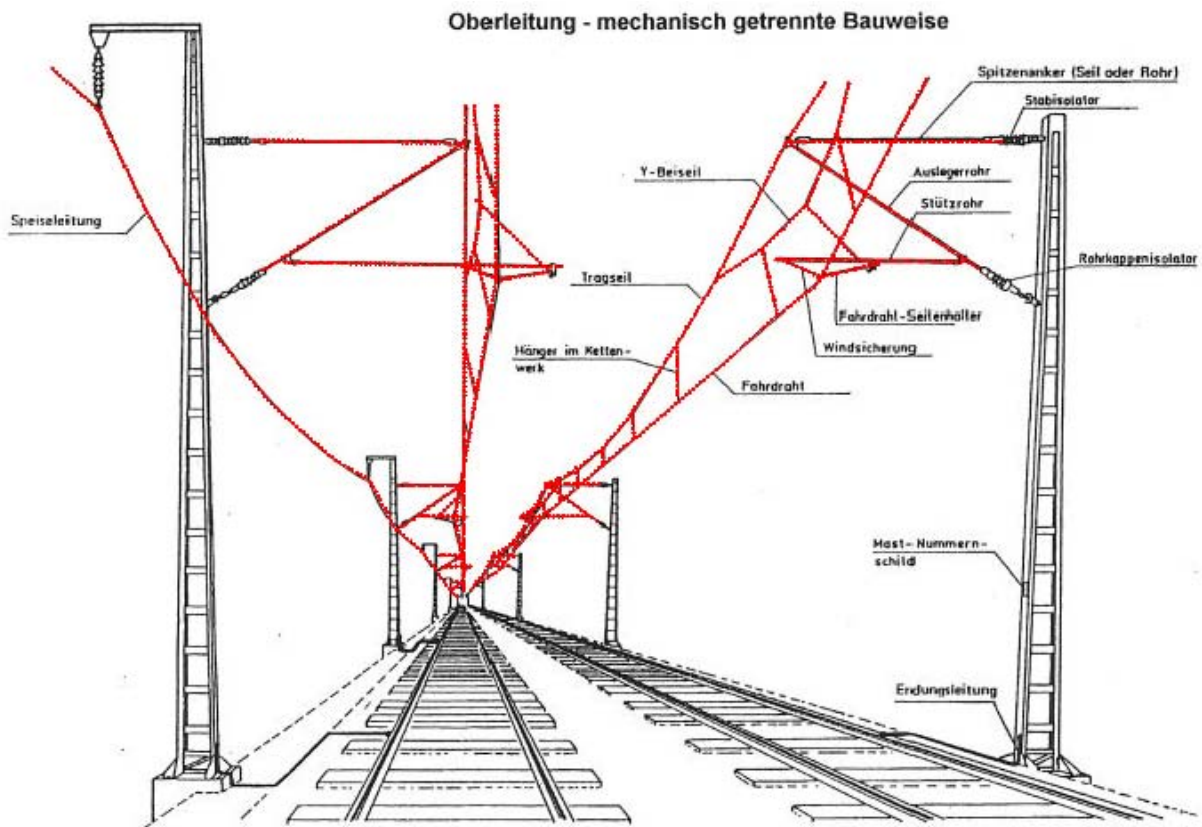 Oberleitung - mechanisch getrennte Bauweise
Spitzenanker (Seil oder Rohr)
Stabisolator
Y-Beiseil
Auslegerrohr
Stützrohr
Speiseleitung
Rohrkappenisolator
Tragseil
Fahrdraht-Seitenhalter
Windsicherung
Hänger im Ketten-
werk
Fahrdraht
Mast-Nummern-
schild
Erdungsleitung